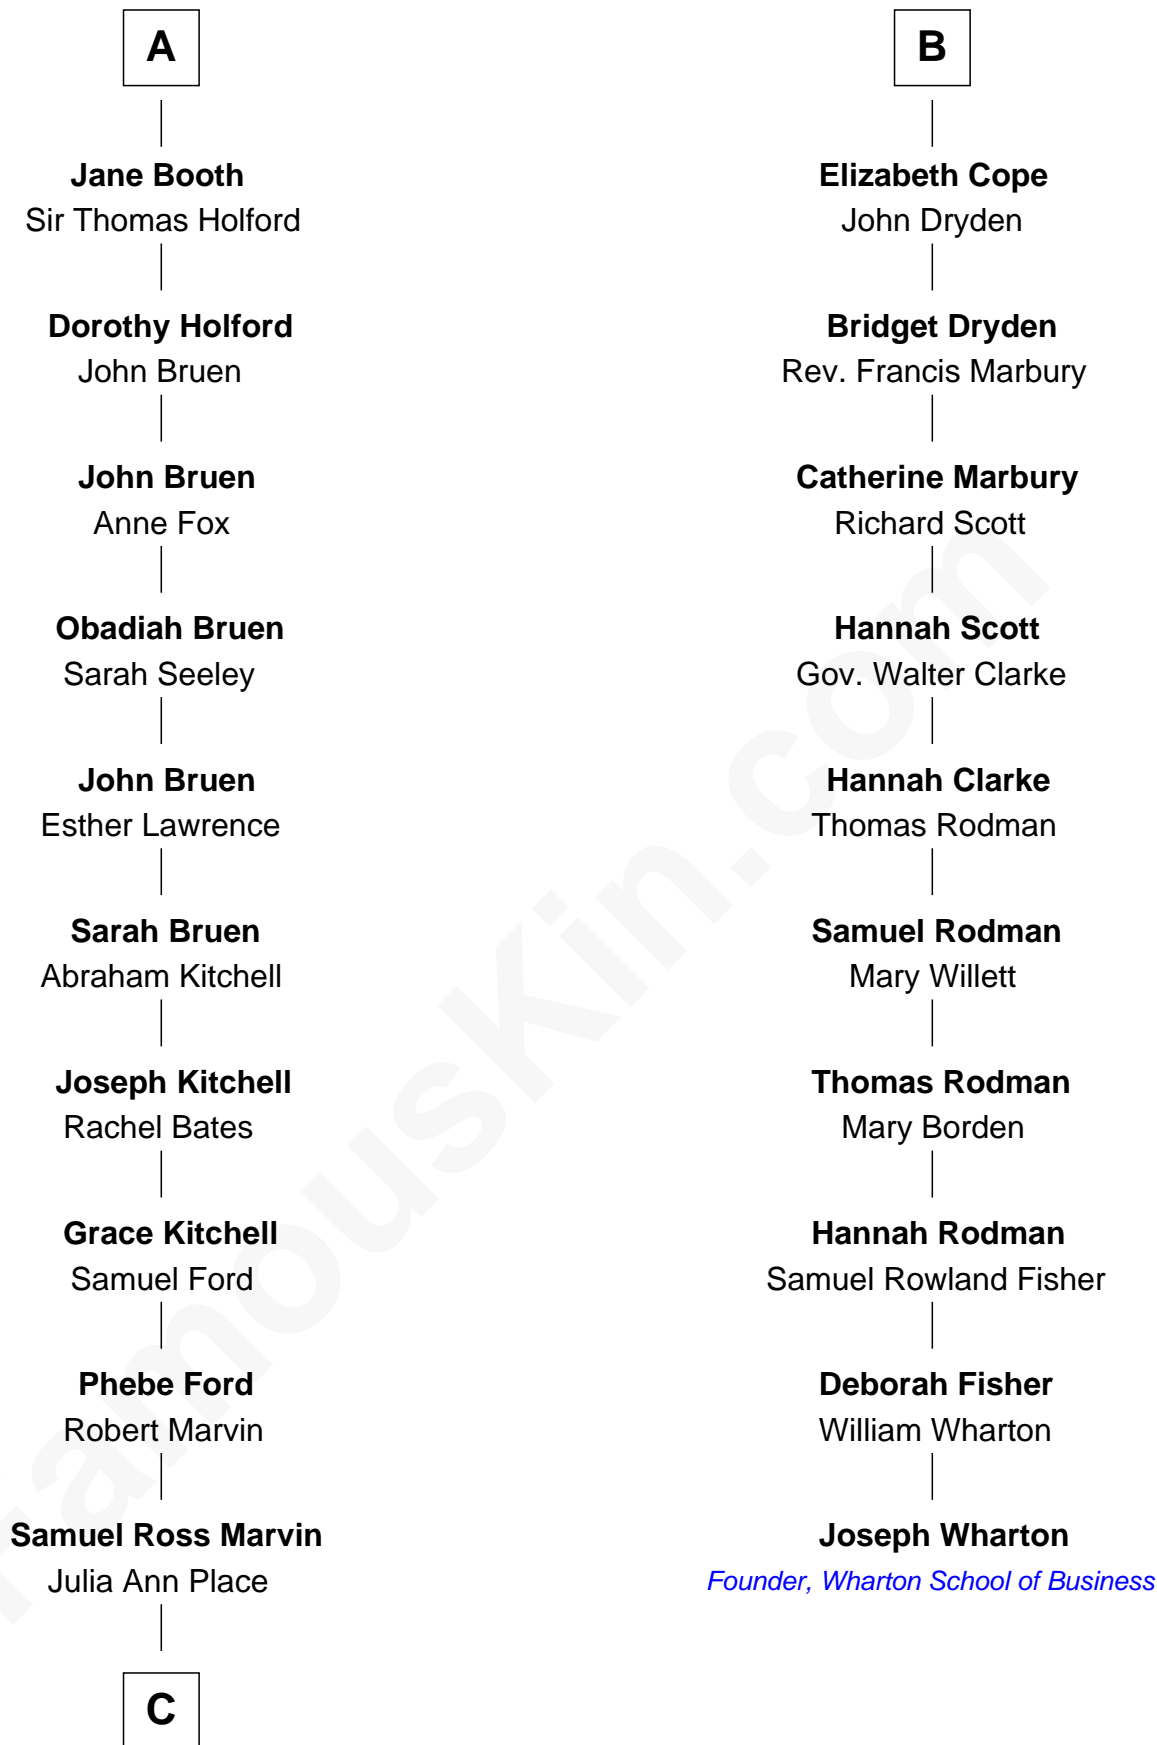 A
Jane Booth
Sir Thomas Holford
Dorothy Holford
John Bruen
John Bruen
Anne Fox
Obadiah Bruen
Sarah Seeley
John Bruen
Esther Lawrence
Sarah Bruen
Abraham Kitchell
Joseph Kitchell
Rachel Bates
Grace Kitchell
Samuel Ford
Phebe Ford
Robert Marvin
Samuel Ross Marvin
Julia Ann Place
C
B
Elizabeth Cope
John Dryden
Bridget Dryden
Rev. Francis Marbury
Catherine Marbury
Richard Scott
Hannah Scott
Gov. Walter Clarke
Hannah Clarke
Thomas Rodman
Samuel Rodman
Mary Willett
Thomas Rodman
Mary Borden
Hannah Rodman
Samuel Rowland Fisher
Deborah Fisher
William Wharton
Joseph Wharton
Founder, Wharton School of Business
FamousKin.com